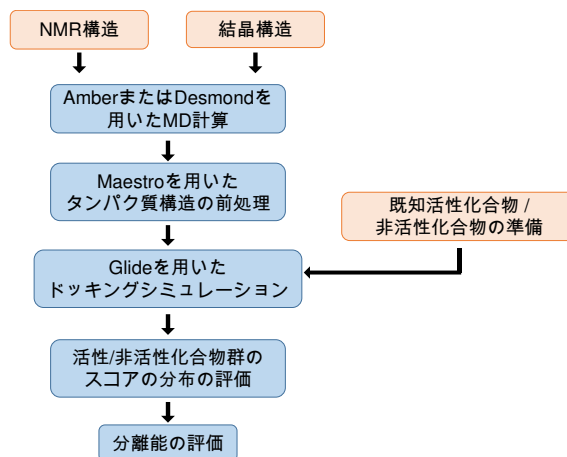 NMR構造
結晶構造
AmberまたはDesmondを
用いたMD計算
Maestroを用いた
タンパク質構造の前処理
既知活性化合物 /
非活性化合物の準備
Glideを用いた
ドッキングシミュレーション
活性/非活性化合物群の
スコアの分布の評価
分離能の評価